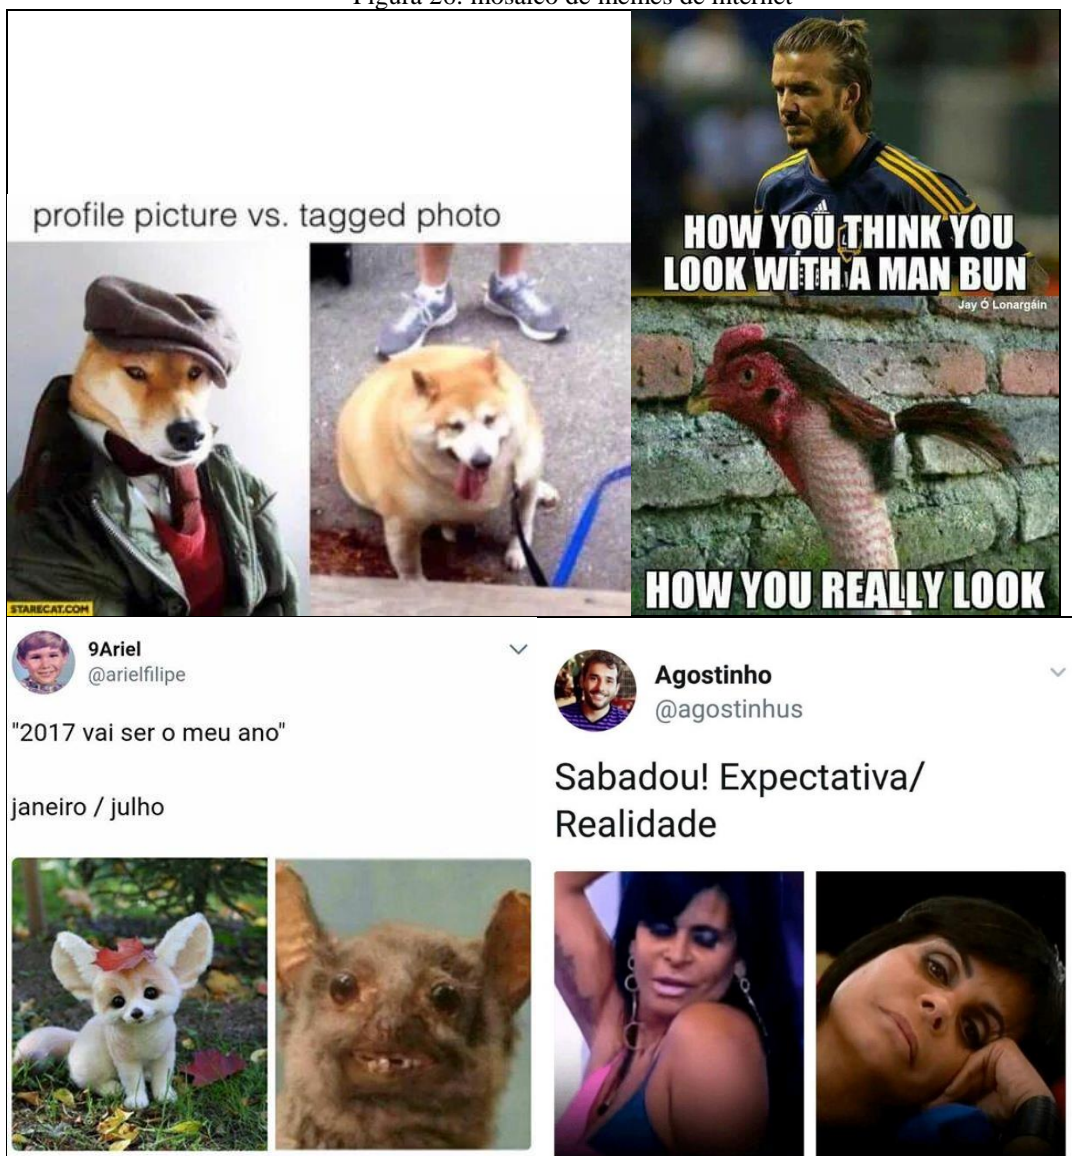 Figura 26: mosaico de memes de internet
profile picture vs. tagged photo
STARECAT.COM
HOW YOU THINK YOU
LOOK WITH A MAN BUN
Jay Ó Lonargáin
HOW YOU REALLY LOOK
9Ariel
@arielfilipe
"2017 vai ser o meu ano"
janeiro / julho
Agostinho
@agostinhus
Sabadou! Expectativa/
Realidade